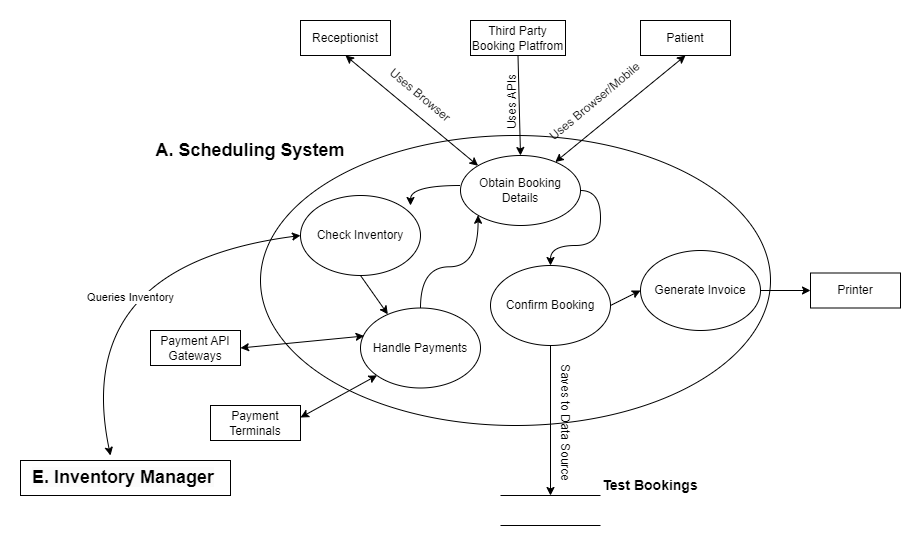 Receptionist
Third Party
Booking Platfrom
Patient
Uses Browser
Uses APIs
Uses Browser/Mobile
A. Scheduling System
Obtain Booking
Details
Check Inventory
Queries Inventory
Confirm Booking
Generate Invoice
Printer
Payment API
Gateways
Handle Payments
Payment
Terminals
Saves to Data Source
E. Inventory Manager
Test Bookings